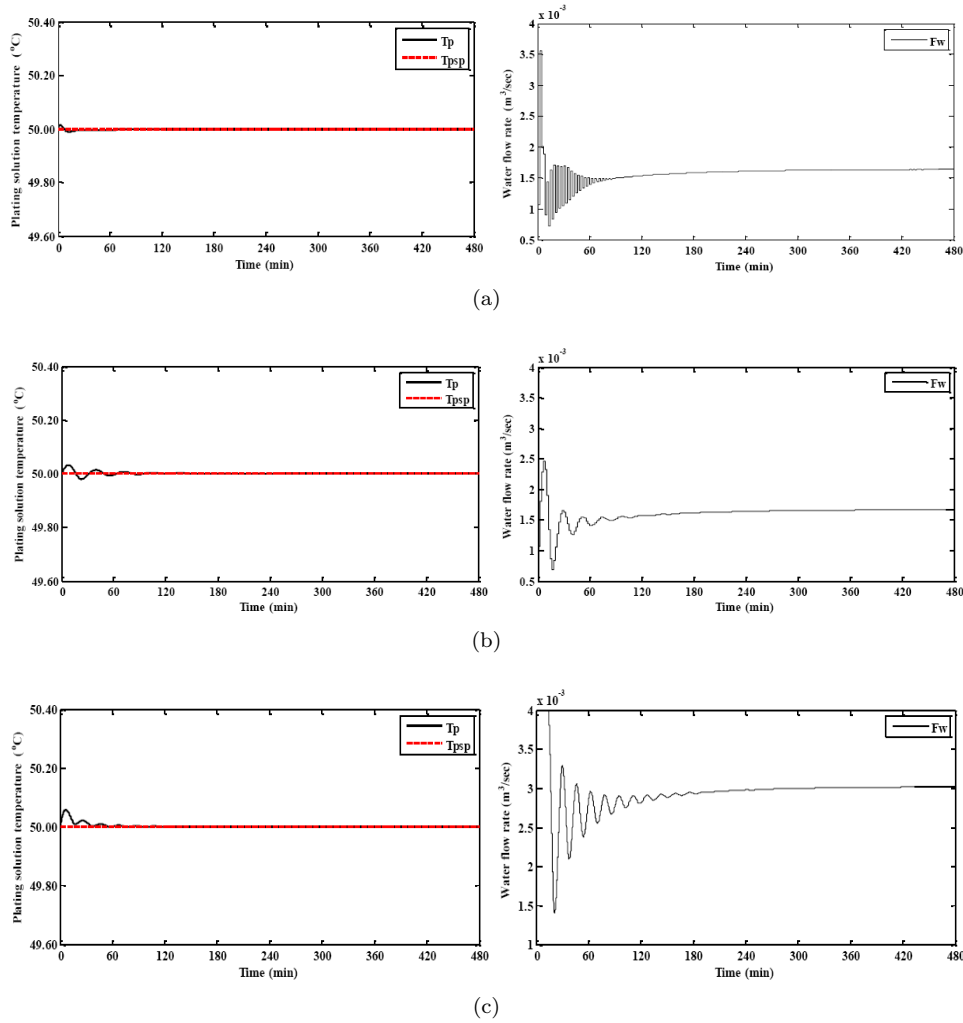 50.40
50.20
50.00
49.80
49.60
Plating solution temperature (°C)
Tp
Tpsp
0 60 120 180 240 300 360 420 480
Time (min)
x 10⁻³
4
3.5
3
2.5
2
1.5
1
0.5
Water flow rate (m³/sec)
Fw
0 60 120 180 240 300 360 420 480
Time (min)
(a)
50.40
50.20
50.00
49.80
49.60
Plating solution temperature (°C)
Tp
Tpsp
0 60 120 180 240 300 360 420 480
Time (min)
x 10⁻³
4
3.5
3
2.5
2
1.5
1
0.5
Water flow rate (m³/sec)
Fw
0 60 120 180 240 300 360 420 480
Time (min)
(b)
50.40
50.20
50.00
49.80
49.60
Plating solution temperature (°C)
Tp
Tpsp
0 60 120 180 240 300 360 420 480
Time (min)
x 10⁻³
4
3.5
3
2.5
2
1.5
1
Water flow rate (m³/sec)
Fw
0 60 120 180 240 300 360 420 480
Time (min)
(c)